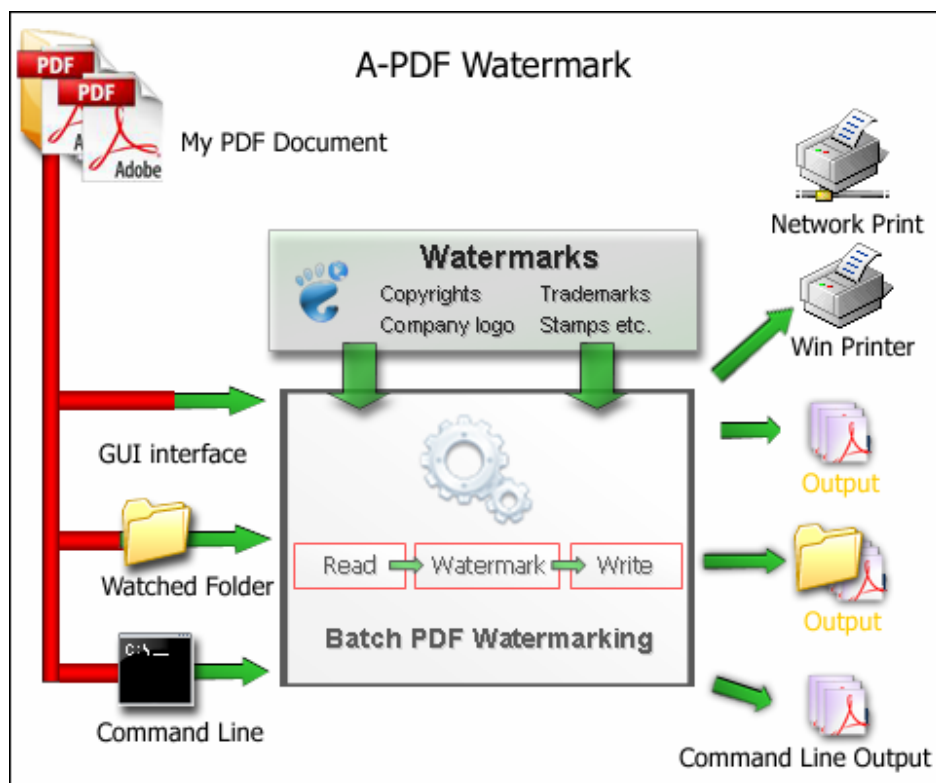 A-PDF Watermark
PDF
PDF
Adobe
My PDF Document
Network Print
Watermarks
Copyrights Trademarks
Company logo Stamps etc.
Win Printer
GUI interface
Output
Read Watermark Write
Watched Folder
Output
Batch PDF Watermarking
C:\_
Command Line
Command Line Output